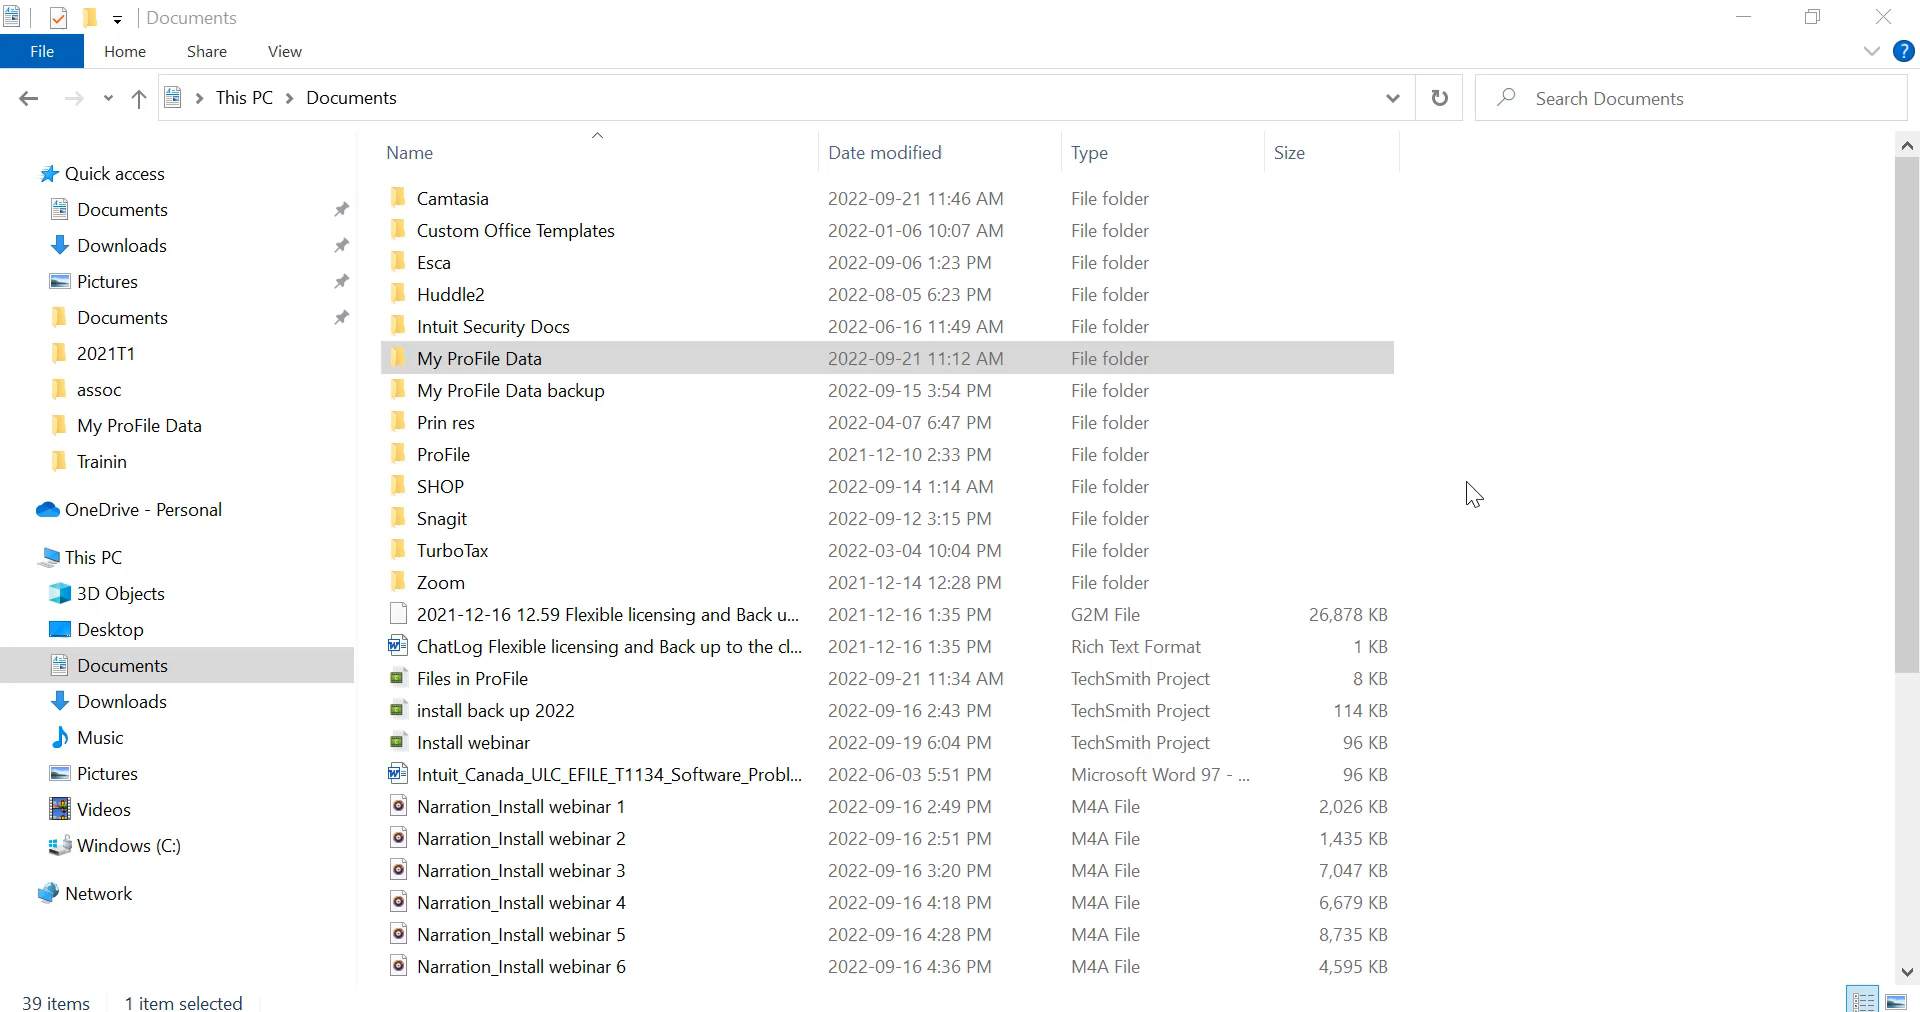 Documents
File Home Share View ?
This PC Documents Search Documents
Name Date modified Type Size
Quick access
Documents
Downloads
Pictures
Documents
2021T1
assoc
My ProFile Data
Trainin
OneDrive - Personal
This PC
3D Objects
Desktop
Documents
Downloads
Music
Pictures
Videos
Windows (C:)
Network
Camtasia 2022-09-21 11:46 AM File folder
Custom Office Templates 2022-01-06 10:07 AM File folder
Esca 2022-09-06 1:23 PM File folder
Huddle2 2022-08-05 6:23 PM File folder
Intuit Security Docs 2022-06-16 11:49 AM File folder
My ProFile Data 2022-09-21 11:12 AM File folder
My ProFile Data backup 2022-09-15 3:54 PM File folder
Prin res 2022-04-07 6:47 PM File folder
ProFile 2021-12-10 2:33 PM File folder
SHOP 2022-09-14 1:14 AM File folder
Snagit 2022-09-12 3:15 PM File folder
TurboTax 2022-03-04 10:04 PM File folder
Zoom 2021-12-14 12:28 PM File folder
2021-12-16 12.59 Flexible licensing and Back u... 2021-12-16 1:35 PM G2M File 26,878 KB
ChatLog Flexible licensing and Back up to the cl... 2021-12-16 1:35 PM Rich Text Format 1 KB
Files in ProFile 2022-09-21 11:34 AM TechSmith Project 8 KB
install back up 2022 2022-09-16 2:43 PM TechSmith Project 114 KB
Install webinar 2022-09-19 6:04 PM TechSmith Project 96 KB
Intuit_Canada_ULC_EFILE_T1134_Software_Probl... 2022-06-03 5:51 PM Microsoft Word 97 - ... 96 KB
Narration_Install webinar 1 2022-09-16 2:49 PM M4A File 2,026 KB
Narration_Install webinar 2 2022-09-16 2:51 PM M4A File 1,435 KB
Narration_Install webinar 3 2022-09-16 3:20 PM M4A File 7,047 KB
Narration_Install webinar 4 2022-09-16 4:18 PM M4A File 6,679 KB
Narration_Install webinar 5 2022-09-16 4:28 PM M4A File 8,735 KB
Narration_Install webinar 6 2022-09-16 4:36 PM M4A File 4,595 KB
39 items 1 item selected